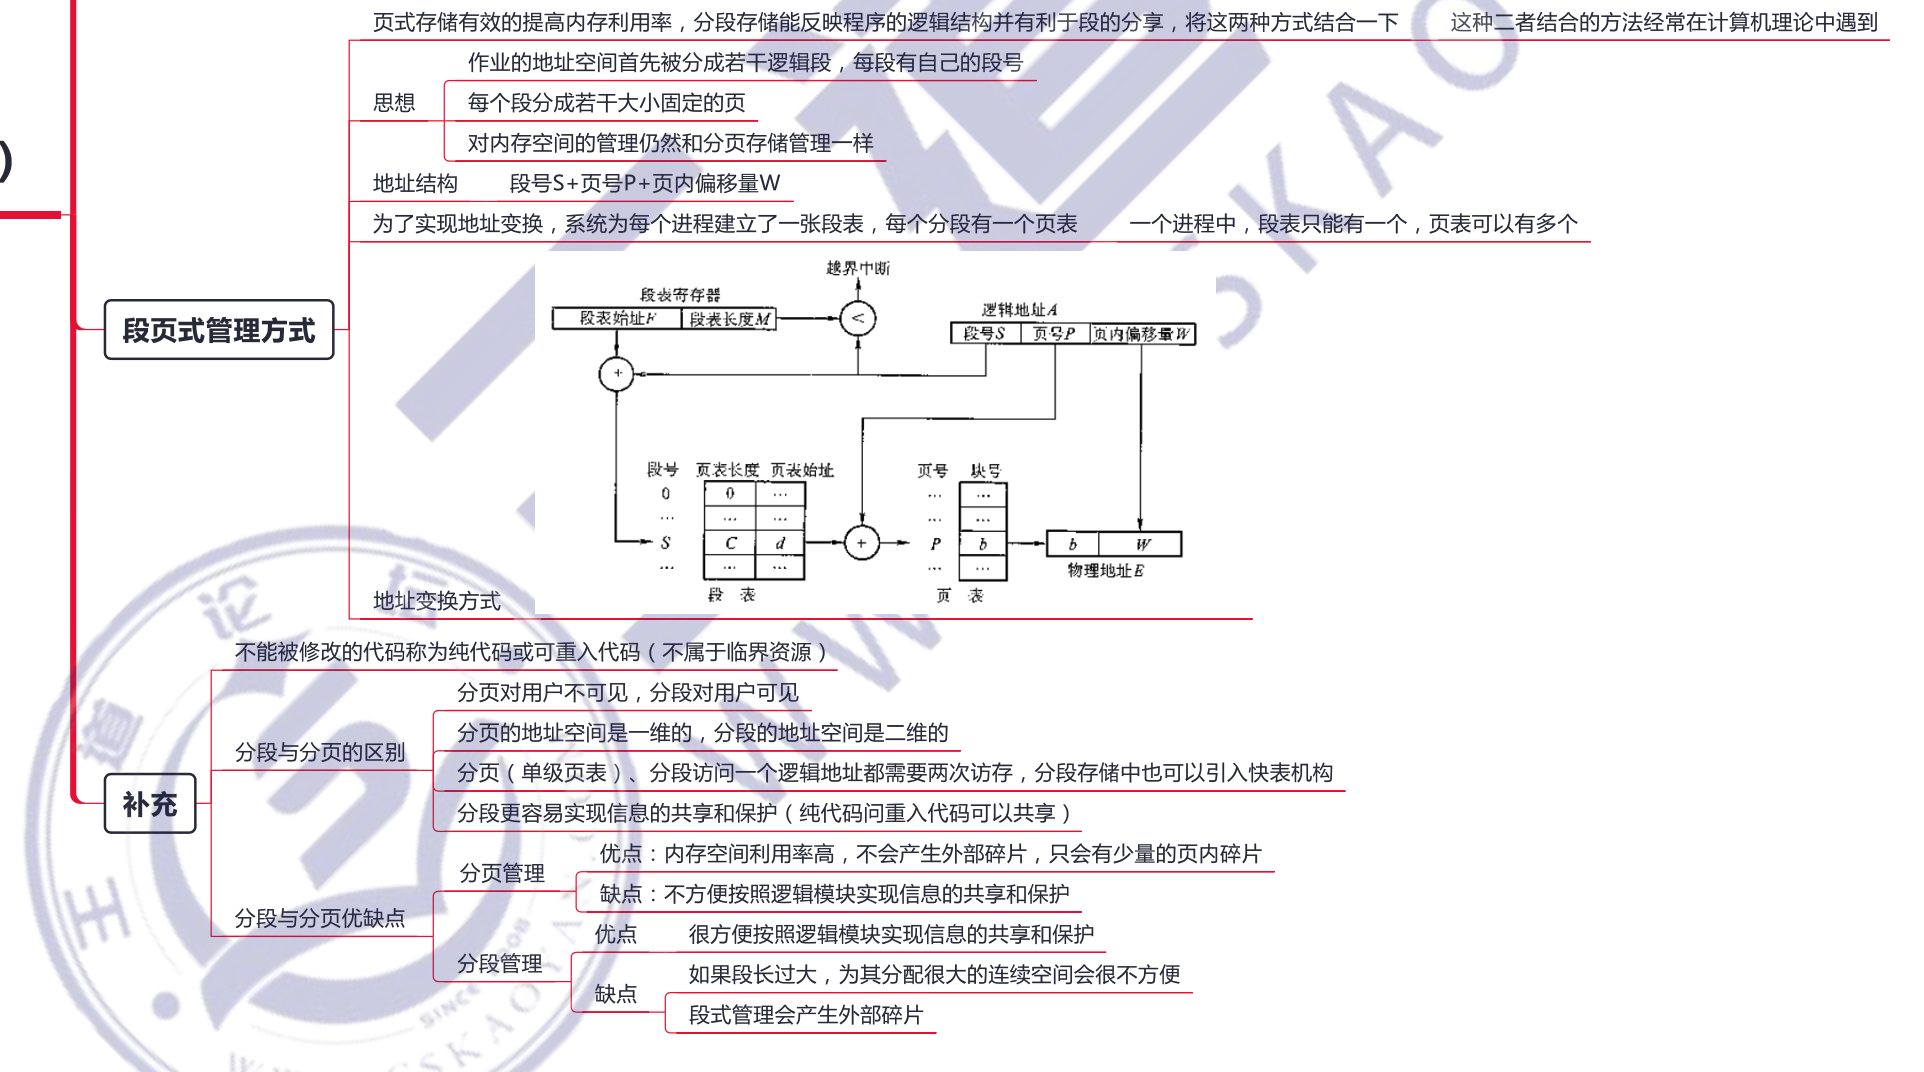 页式存储有效的提高内存利用率，分段存储能反映程序的逻辑结构并有利于段的分享，将这两种方式结合一下 这种二者结合的方法经常在计算机理论中遇到
作业的地址空间首先被分成若干逻辑段，每段有自己的段号
思想
每个段分成若干大小固定的页
对内存空间的管理仍然和分页存储管理一样
)
地址结构 段号S+页号P+页内偏移量W
为了实现地址变换，系统为每个进程建立了一张段表，每个分段有一个页表 一个进程中，段表只能有一个，页表可以有多个
段页式管理方式
越界中断
段表寄存器
段表始址F 段表长度M
<
逻辑地址A
段号S 页号P 页内偏移量W
+
段号 页表长度 页表始址
0 0 ...
... ... ...
S C d
... ... ...
段 表
+
页号 块号
... ...
... ...
P b
... ...
页 表
b W
物理地址E
地址变换方式
不能被修改的代码称为纯代码或可重入代码（不属于临界资源）
分页对用户不可见，分段对用户可见
分页的地址空间是一维的，分段的地址空间是二维的
分段与分页的区别
分页（单级页表）、分段访问一个逻辑地址都需要两次访存，分段存储中也可以引入快表机构
补充
分段更容易实现信息的共享和保护（纯代码问重入代码可以共享）
优点：内存空间利用率高，不会产生外部碎片，只会有少量的页内碎片
分页管理
缺点：不方便按照逻辑模块实现信息的共享和保护
分段与分页优缺点
优点 很方便按照逻辑模块实现信息的共享和保护
分段管理
如果段长过大，为其分配很大的连续空间会很不方便
缺点
段式管理会产生外部碎片
王道论坛
SINCE 2008